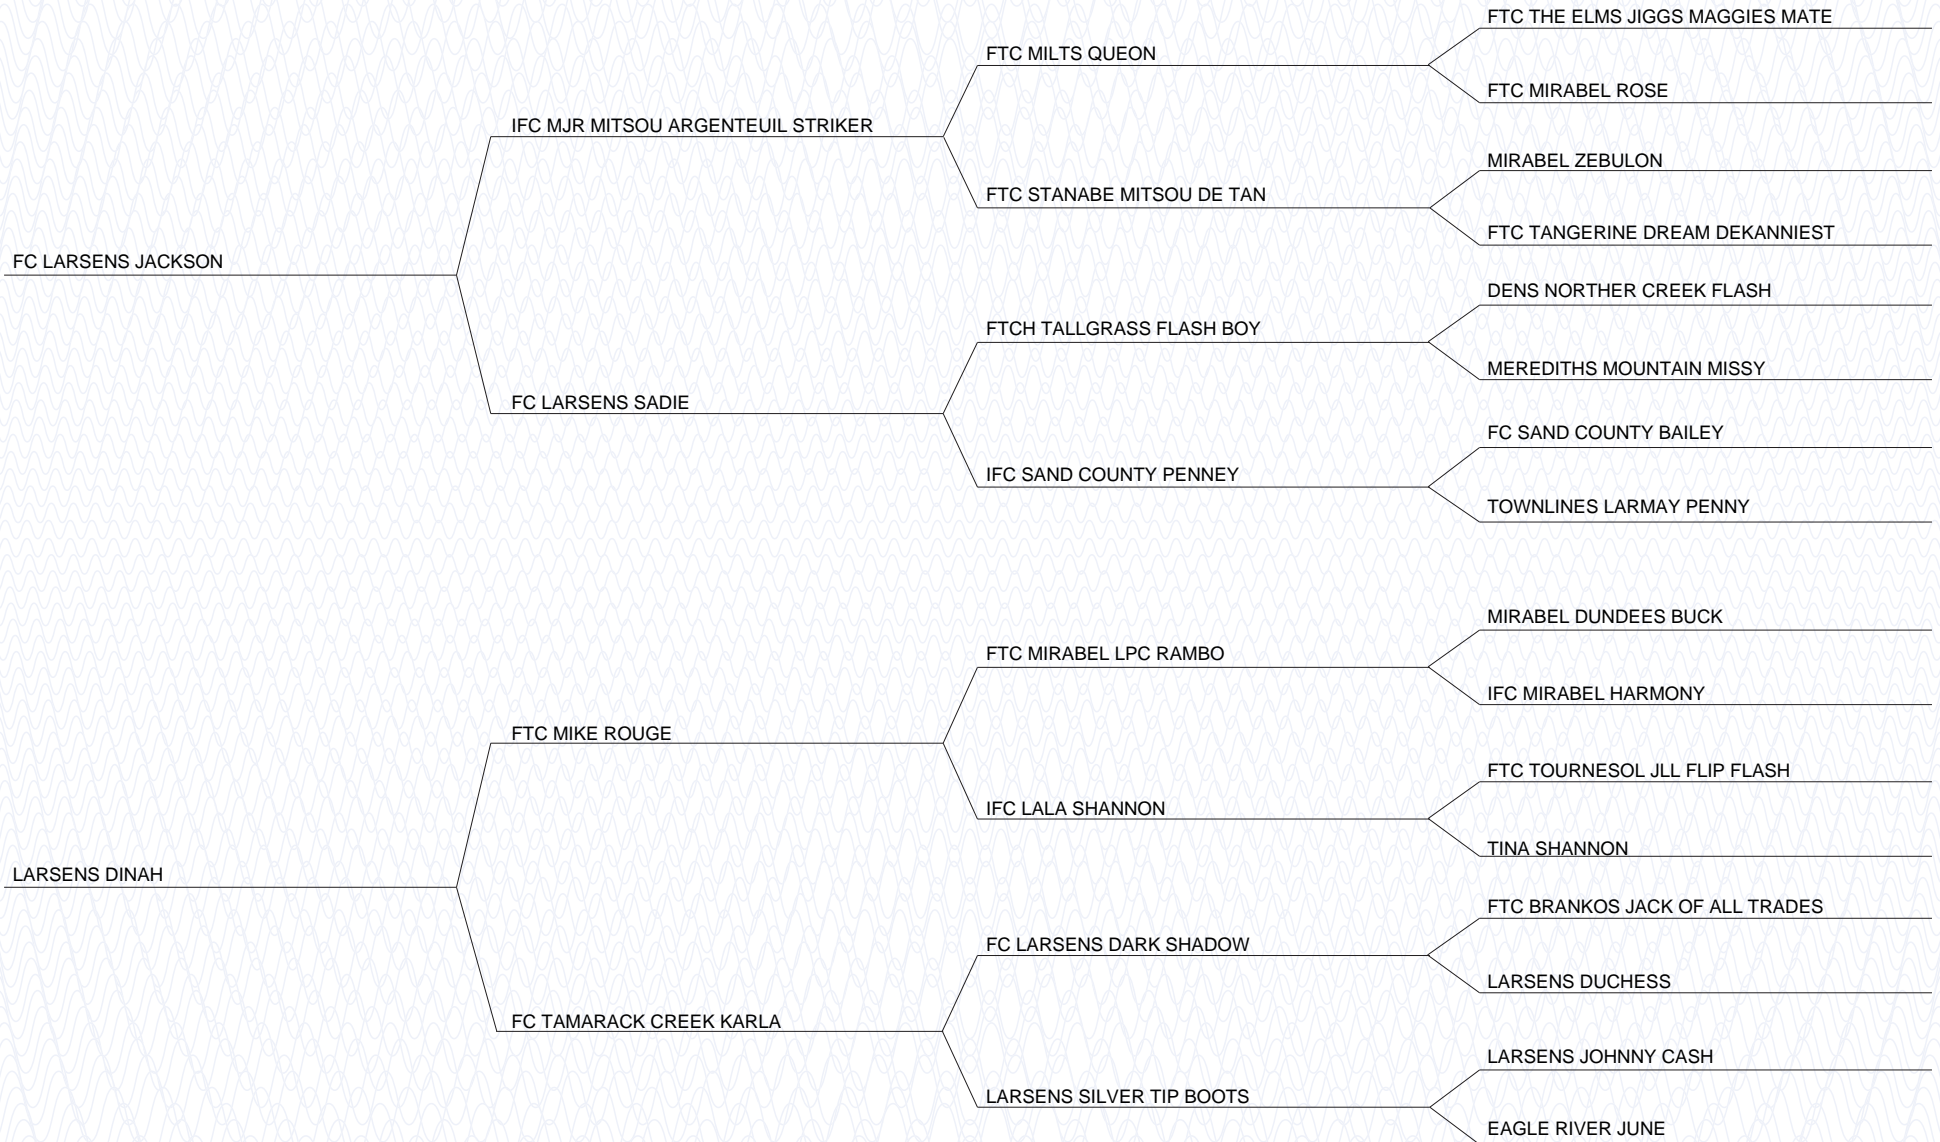 FTC THE ELMS JIGGS MAGGIES MATE
FTC MILTS QUEON
FTC MIRABEL ROSE
IFC MJR MITSOU ARGENTEUIL STRIKER
MIRABEL ZEBULON
FTC STANABE MITSOU DE TAN
FTC TANGERINE DREAM DEKANNIEST
FC LARSENS JACKSON
DENS NORTHER CREEK FLASH
FTCH TALLGRASS FLASH BOY
MEREDITHS MOUNTAIN MISSY
FC LARSENS SADIE
FC SAND COUNTY BAILEY
IFC SAND COUNTY PENNEY
TOWNLINES LARMAY PENNY
MIRABEL DUNDEES BUCK
FTC MIRABEL LPC RAMBO
IFC MIRABEL HARMONY
FTC MIKE ROUGE
FTC TOURNESOL JLL FLIP FLASH
IFC LALA SHANNON
TINA SHANNON
LARSENS DINAH
FTC BRANKOS JACK OF ALL TRADES
FC LARSENS DARK SHADOW
LARSENS DUCHESS
FC TAMARACK CREEK KARLA
LARSENS JOHNNY CASH
LARSENS SILVER TIP BOOTS
EAGLE RIVER JUNE